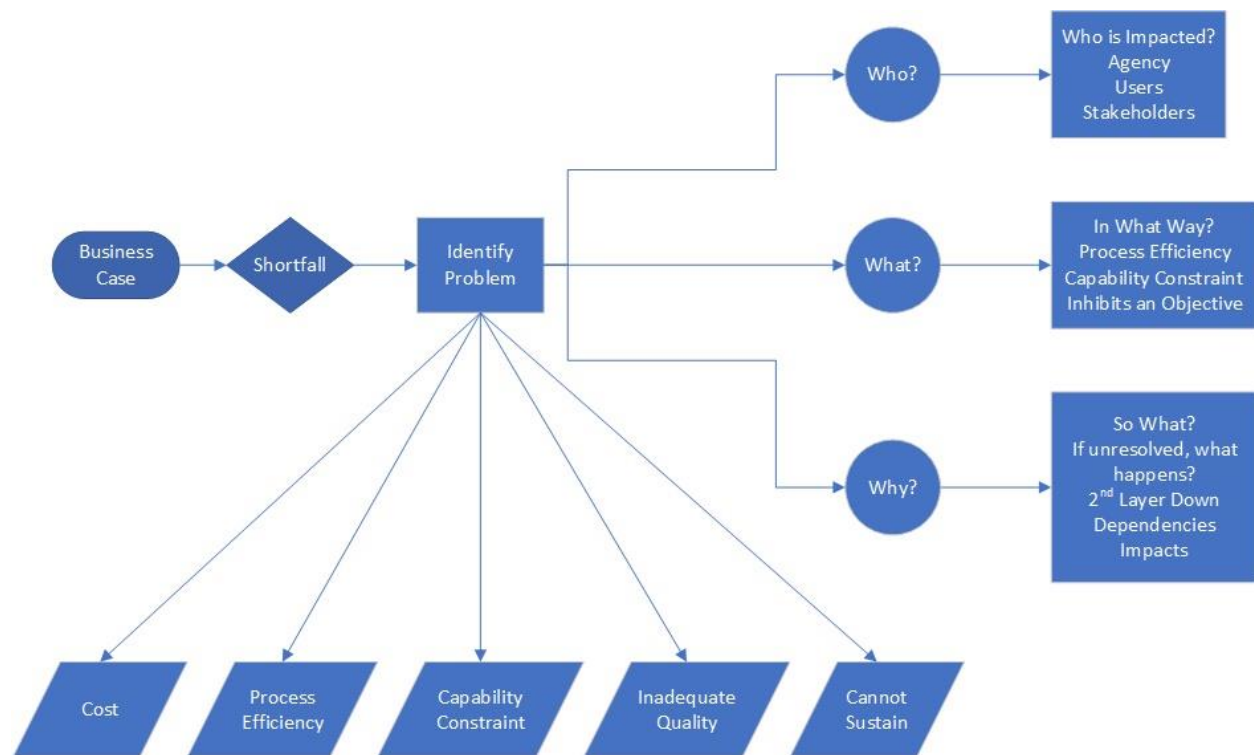 Business
Case
Shortfall
Identify
Problem
Who?
Who is Impacted?
Agency
Users
Stakeholders
What?
In What Way?
Process Efficiency
Capability Constraint
Inhibits an Objective
Why?
So What?
If unresolved, what
happens?
2nd Layer Down
Dependencies
Impacts
Cost
Process
Efficiency
Capability
Constraint
Inadequate
Quality
Cannot
Sustain